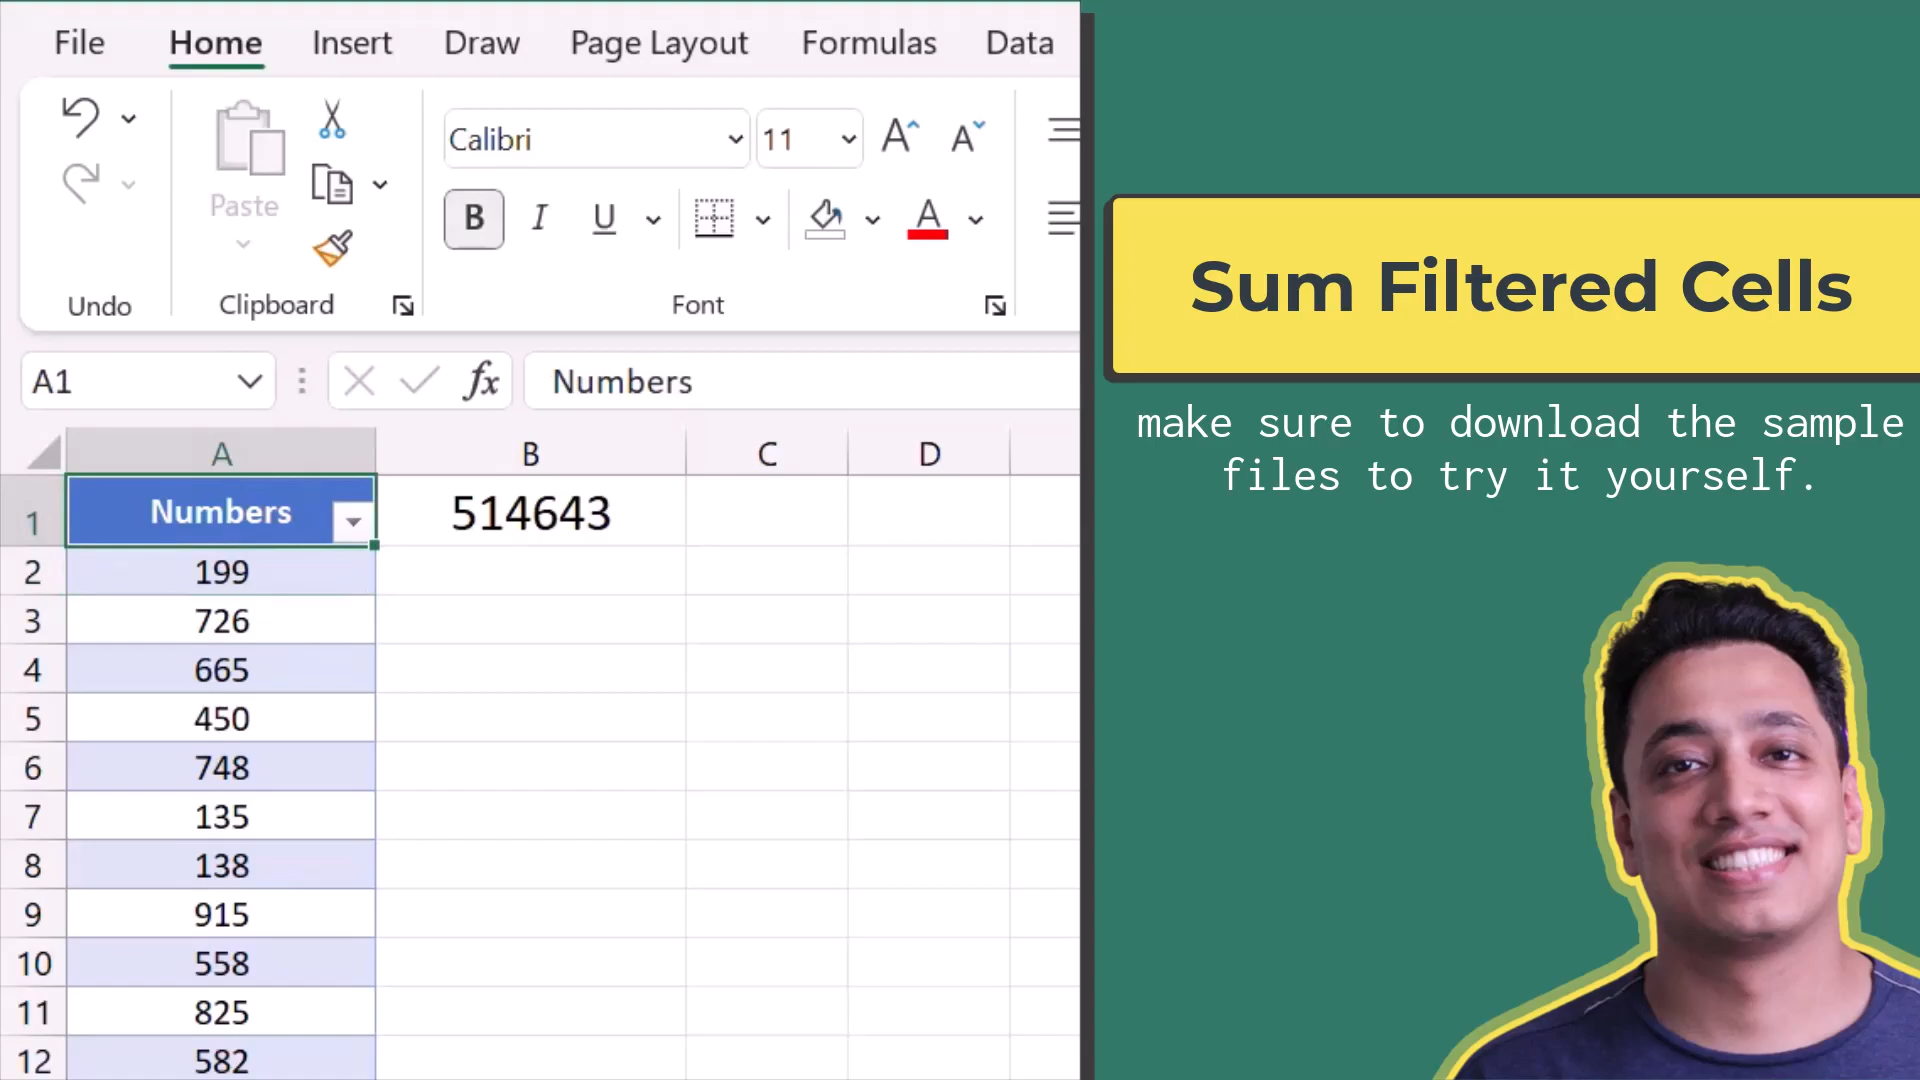 File Home Insert Draw Page Layout Formulas Data
Calibri 11 A A
Paste
B I U A
Undo Clipboard Font
A1 fx Numbers
A B C D
1 Numbers 514643
2 199
3 726
4 665
5 450
6 748
7 135
8 138
9 915
10 558
11 825
12 582
Sum Filtered Cells
make sure to download the sample
files to try it yourself.